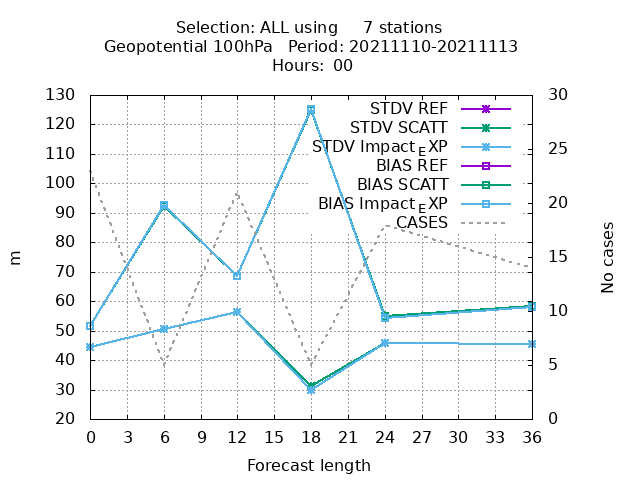 Selection: ALL using 7 stations
Geopotential 100hPa Period: 20211110-20211113
Hours: 00
STDV REF
STDV SCATT
STDV Impact_EXP
BIAS REF
BIAS SCATT
BIAS Impact_EXP
CASES
m
130
120
110
100
90
80
70
60
50
40
30
20
No cases
30
25
20
15
10
5
0
0 3 6 9 12 15 18 21 24 27 30 33 36
Forecast length